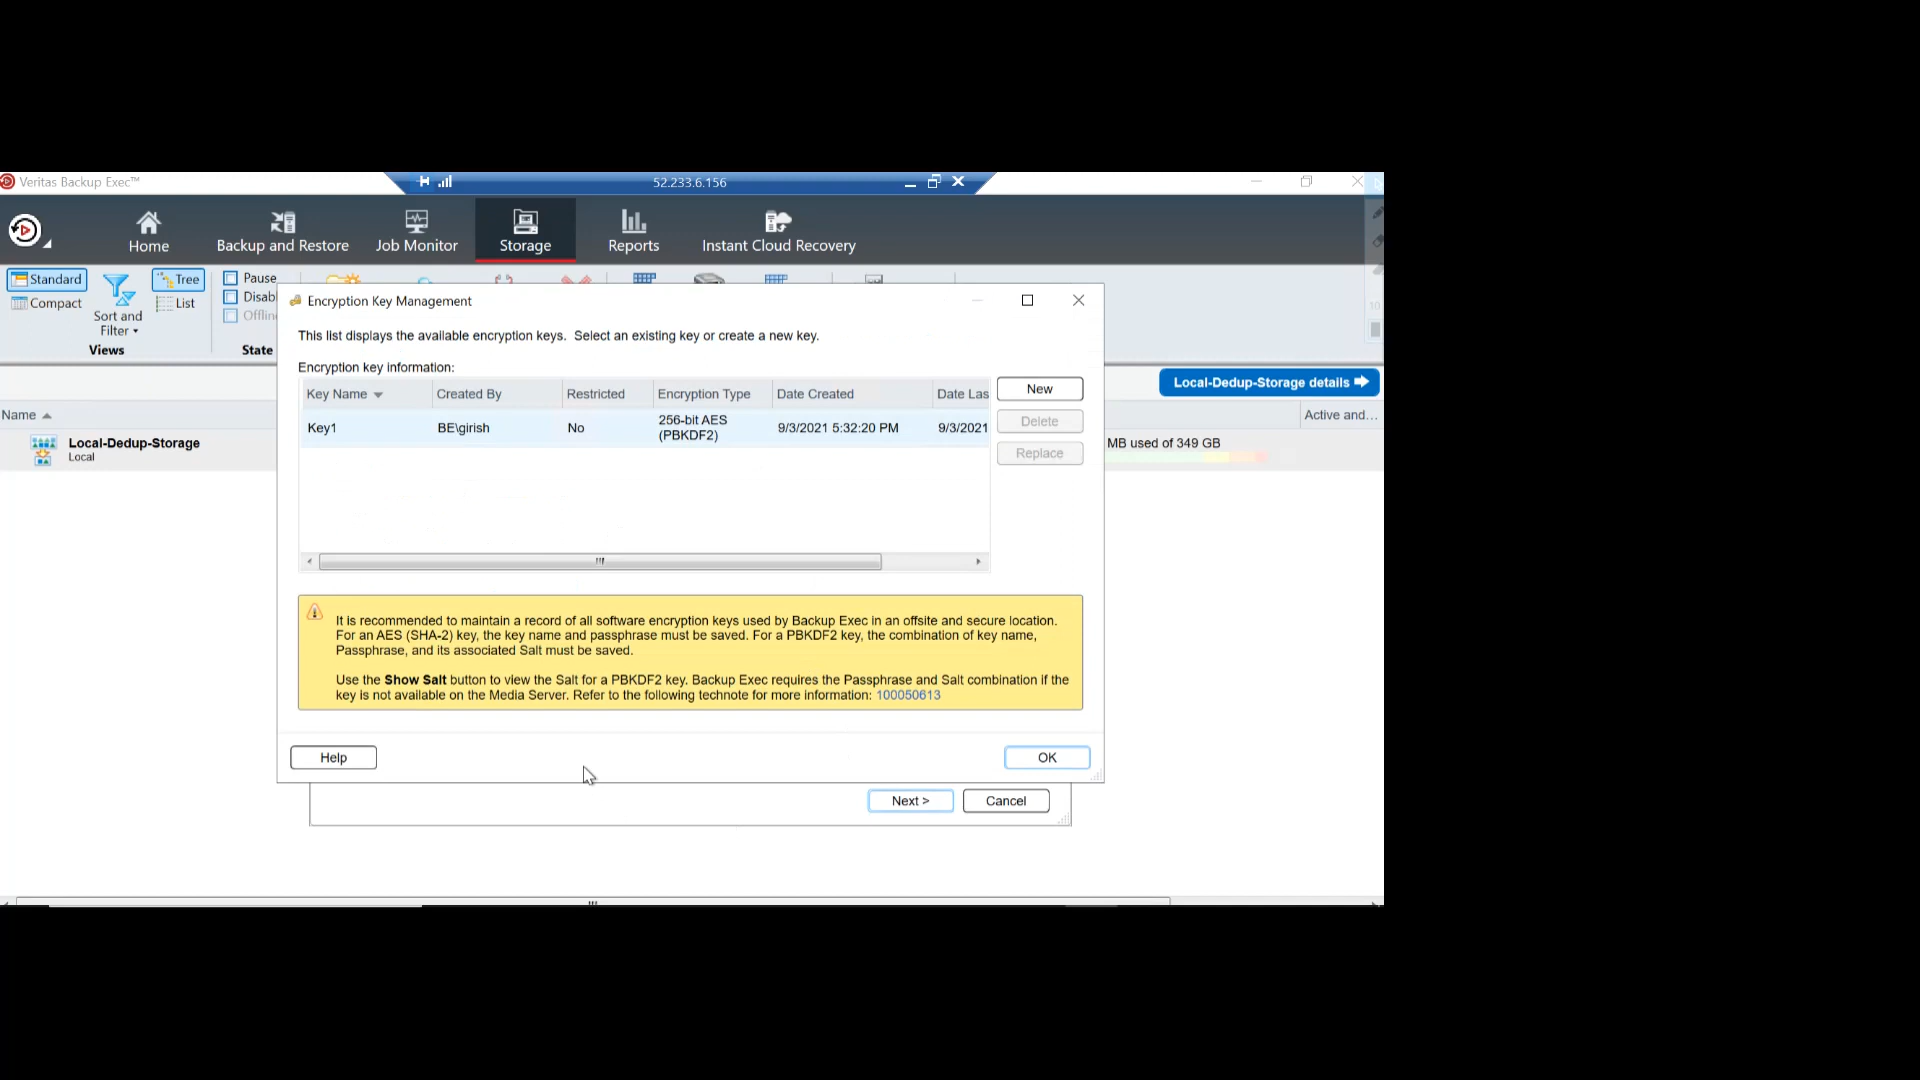 Veritas Backup Exec™
52.233.6.156
Home
Backup and Restore
Job Monitor
Storage
Reports
Instant Cloud Recovery
Standard
Compact
Sort and
Filter
Tree
List
Views
Pause
Disabl
Offlin
State
Encryption Key Management
This list displays the available encryption keys. Select an existing key or create a new key.
Encryption key information:
Key Name Created By Restricted Encryption Type Date Created Date Las
Key1 BE\girish No 256-bit AES (PBKDF2) 9/3/2021 5:32:20 PM 9/3/2021
New
Delete
Replace
It is recommended to maintain a record of all software encryption keys used by Backup Exec in an offsite and secure location.
For an AES (SHA-2) key, the key name and passphrase must be saved. For a PBKDF2 key, the combination of key name,
Passphrase, and its associated Salt must be saved.
Use the Show Salt button to view the Salt for a PBKDF2 key. Backup Exec requires the Passphrase and Salt combination if the
key is not available on the Media Server. Refer to the following technote for more information: 100050613
Help
OK
Next >
Cancel
Local-Dedup-Storage details
Name
Active and...
Local-Dedup-Storage
Local
MB used of 349 GB
10